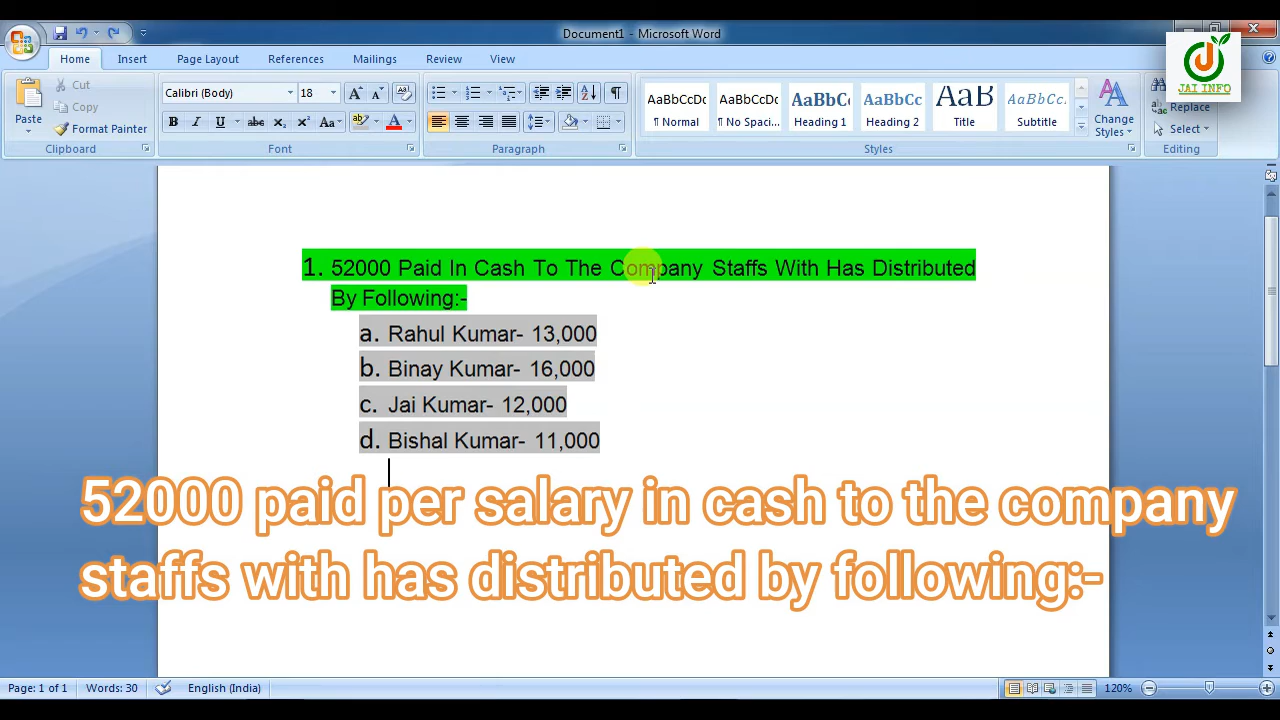 Document1 - Microsoft Word
Home Insert Page Layout References Mailings Review View
Paste
Cut
Copy
Format Painter
Clipboard
Calibri (Body) 18
Font
Paragraph
AaBbCcDc AaBbCcDc AaBbCc AaBbCc AaB AaBbCc.
¶ Normal ¶ No Spaci... Heading 1 Heading 2 Title Subtitle
Change
Styles
Styles
Replace
Select
Editing
JAI INFO
1. 52000 Paid In Cash To The Company Staffs With Has Distributed
By Following:-
a. Rahul Kumar- 13,000
b. Binay Kumar- 16,000
c. Jai Kumar- 12,000
d. Bishal Kumar- 11,000
52000 paid per salary in cash to the company
staffs with has distributed by following:-
Page: 1 of 1 Words: 30 English (India) 120%